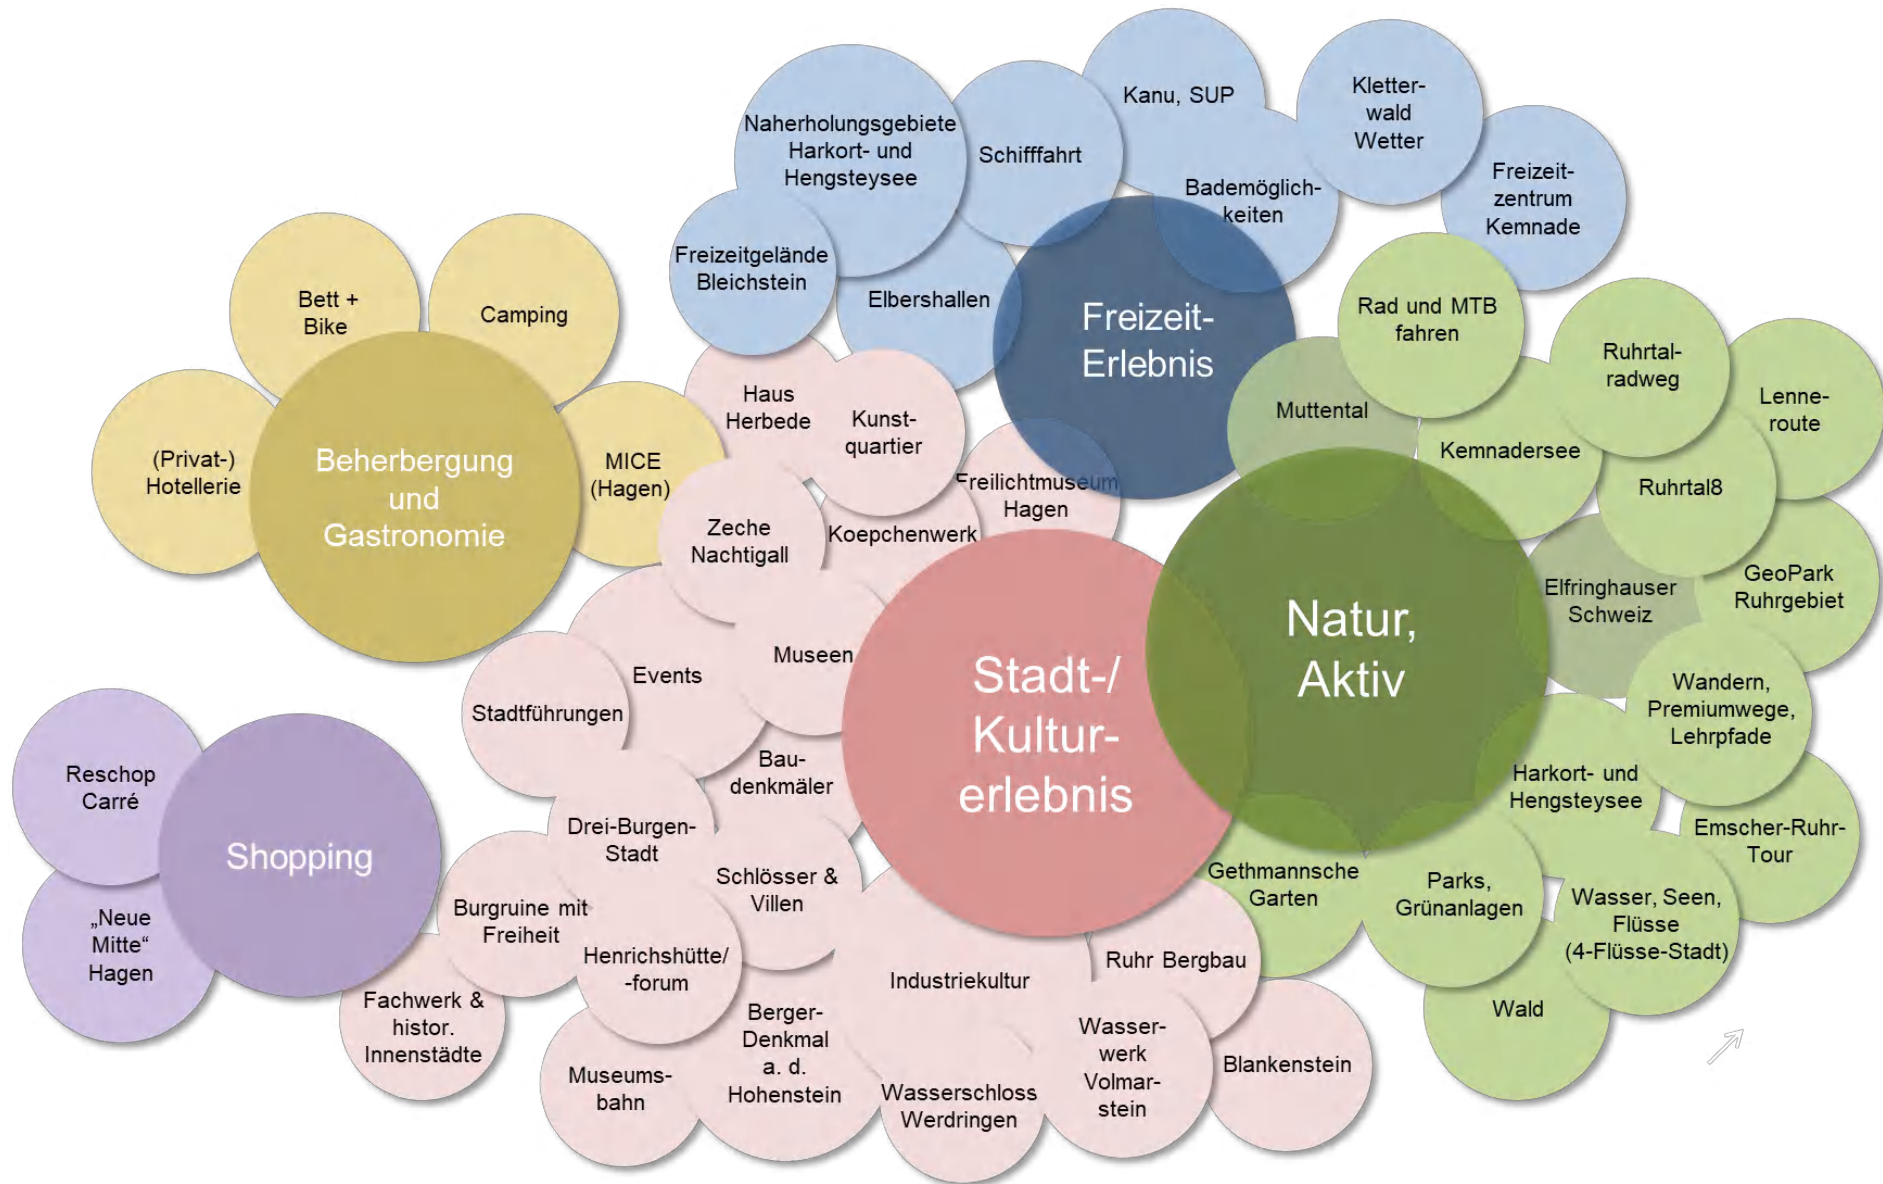 Kanu, SUP
Kletter-
wald
Wetter
Naherholungsgebiete
Harkort- und
Hengsteysee
Schifffahrt
Bademöglich-
keiten
Freizeit-
zentrum
Kemnade
Freizeitgelände
Bleichstein
Elbershallen
Freizeit-
Erlebnis
Bett +
Bike
Camping
(Privat-)
Hotellerie
Beherbergung
und
Gastronomie
MICE
(Hagen)
Haus
Herbede
Kunst-
quartier
Freilichtmuseum
Hagen
Zeche
Nachtigall
Koepchenwerk
Rad und MTB
fahren
Ruhrtal-
radweg
Lenne-
route
Muttental
Kemnadersee
Ruhrtal8
Elfringhauser
Schweiz
GeoPark
Ruhrgebiet
Natur,
Aktiv
Wandern,
Premiumwege,
Lehrpfade
Harkort- und
Hengsteysee
Emscher-Ruhr-
Tour
Gethmannsche
Garten
Parks,
Grünanlagen
Wasser, Seen,
Flüsse
(4-Flüsse-Stadt)
Wald
Museen
Events
Stadtführungen
Stadt-/
Kultur-
erlebnis
Bau-
denkmäler
Drei-Burgen-
Stadt
Schlösser &
Villen
Burgruine mit
Freiheit
Henrichshütte/
-forum
Industriekultur
Ruhr Bergbau
Fachwerk &
histor.
Innenstädte
Museums-
bahn
Berger-
Denkmal
a. d.
Hohenstein
Wasserschloss
Werdringen
Wasser-
werk
Volmar-
stein
Blankenstein
Reschop
Carré
Shopping
„Neue
Mitte“
Hagen